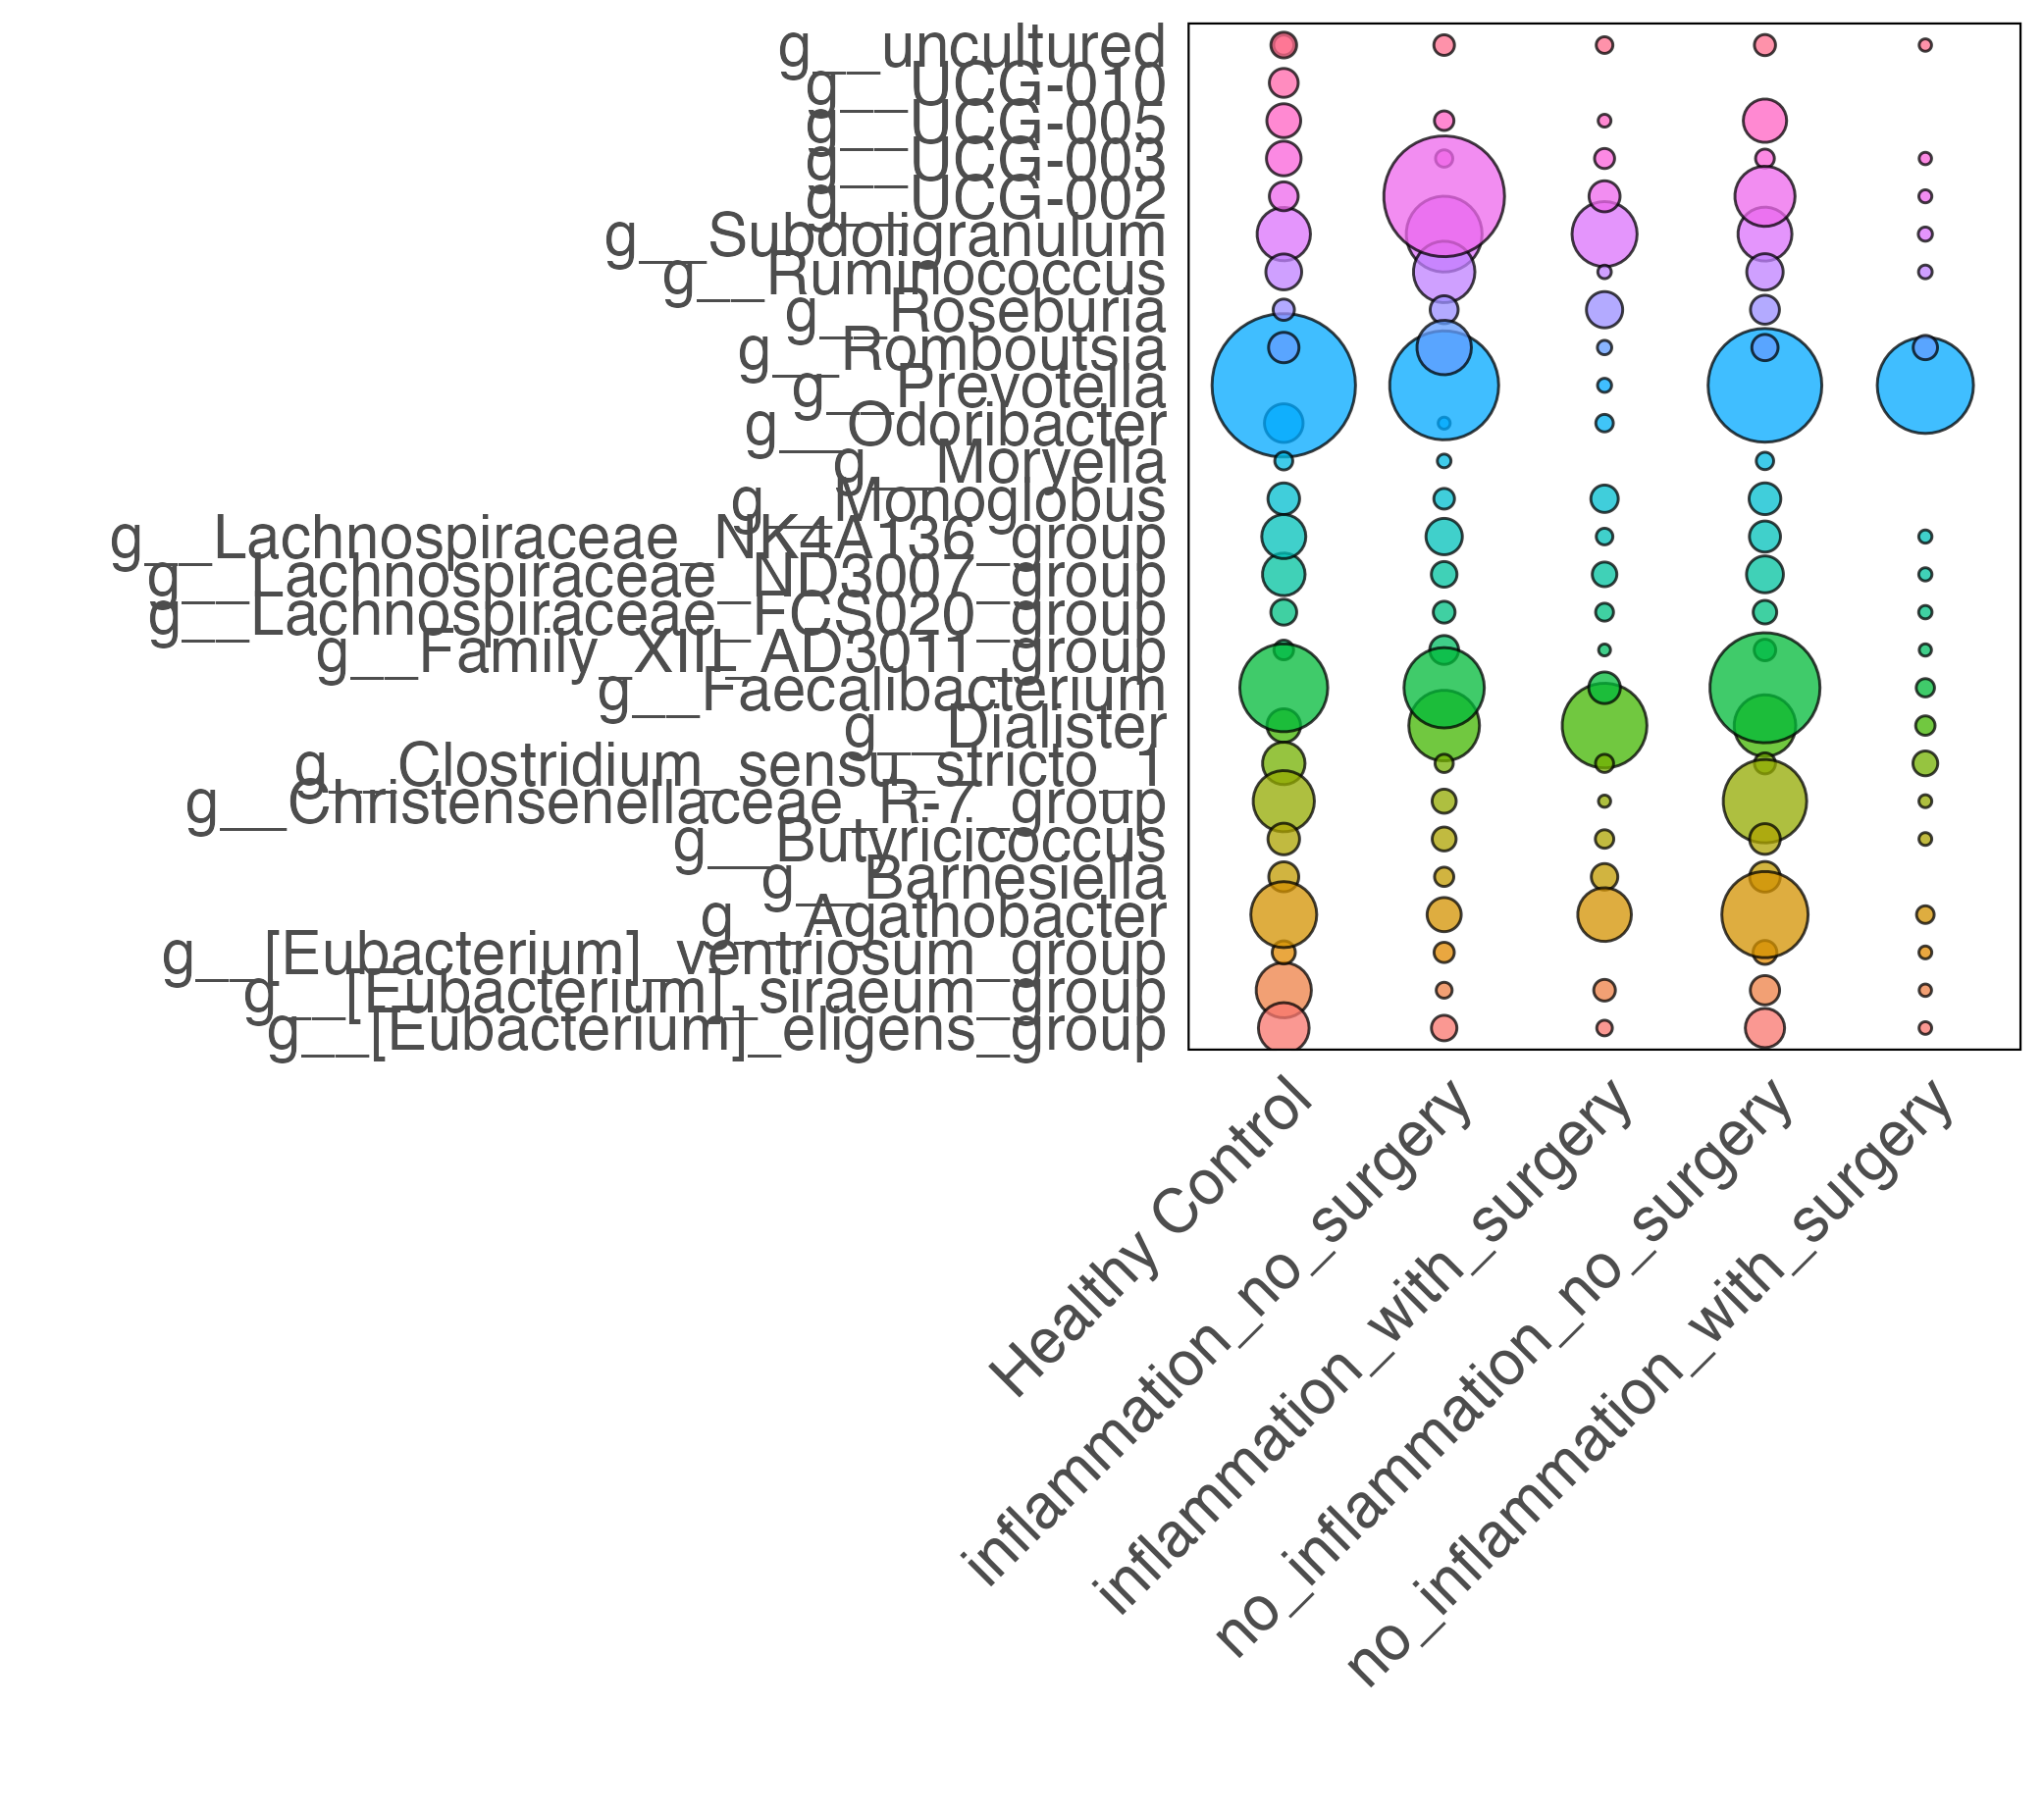 g__uncultured
g__UCG-010
g__UCG-005
g__UCG-003
g__UCG-002
g__Subdoligranulum
g__Ruminococcus
g__Roseburia
g__Romboutsia
g__Prevotella
g__Odoribacter
g__Moryella
g__Monoglobus
g__Lachnospiraceae_NK4A136_group
g__Lachnospiraceae_ND3007_group
g__Lachnospiraceae_FCS020_group
g__Family_XIII_AD3011_group
g__Faecalibacterium
g__Dialister
g__Clostridium_sensu_stricto_1
g__Christensenellaceae_R-7_group
g__Butyricicoccus
g__Barnesiella
g__Agathobacter
g__[Eubacterium]_ventriosum_group
g__[Eubacterium]_siraeum_group
g__[Eubacterium]_eligens_group
Healthy Control
inflammation_no_surgery
inflammation_with_surgery
no_inflammation_no_surgery
no_inflammation_with_surgery